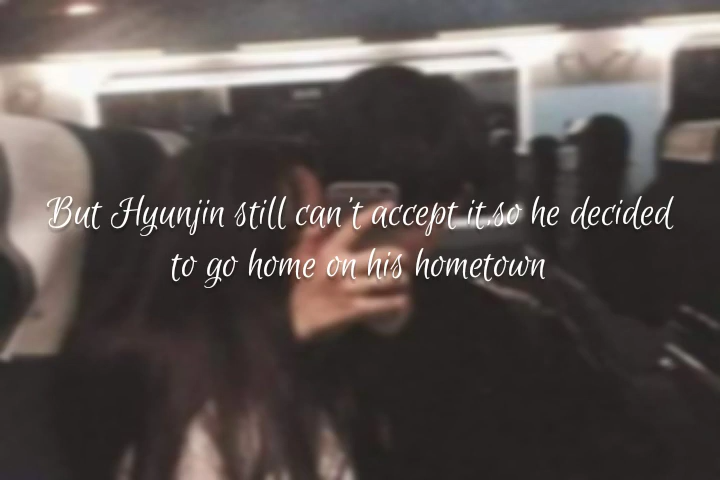 But Hyunjin still can't accept it,so he decided
to go home on his hometown